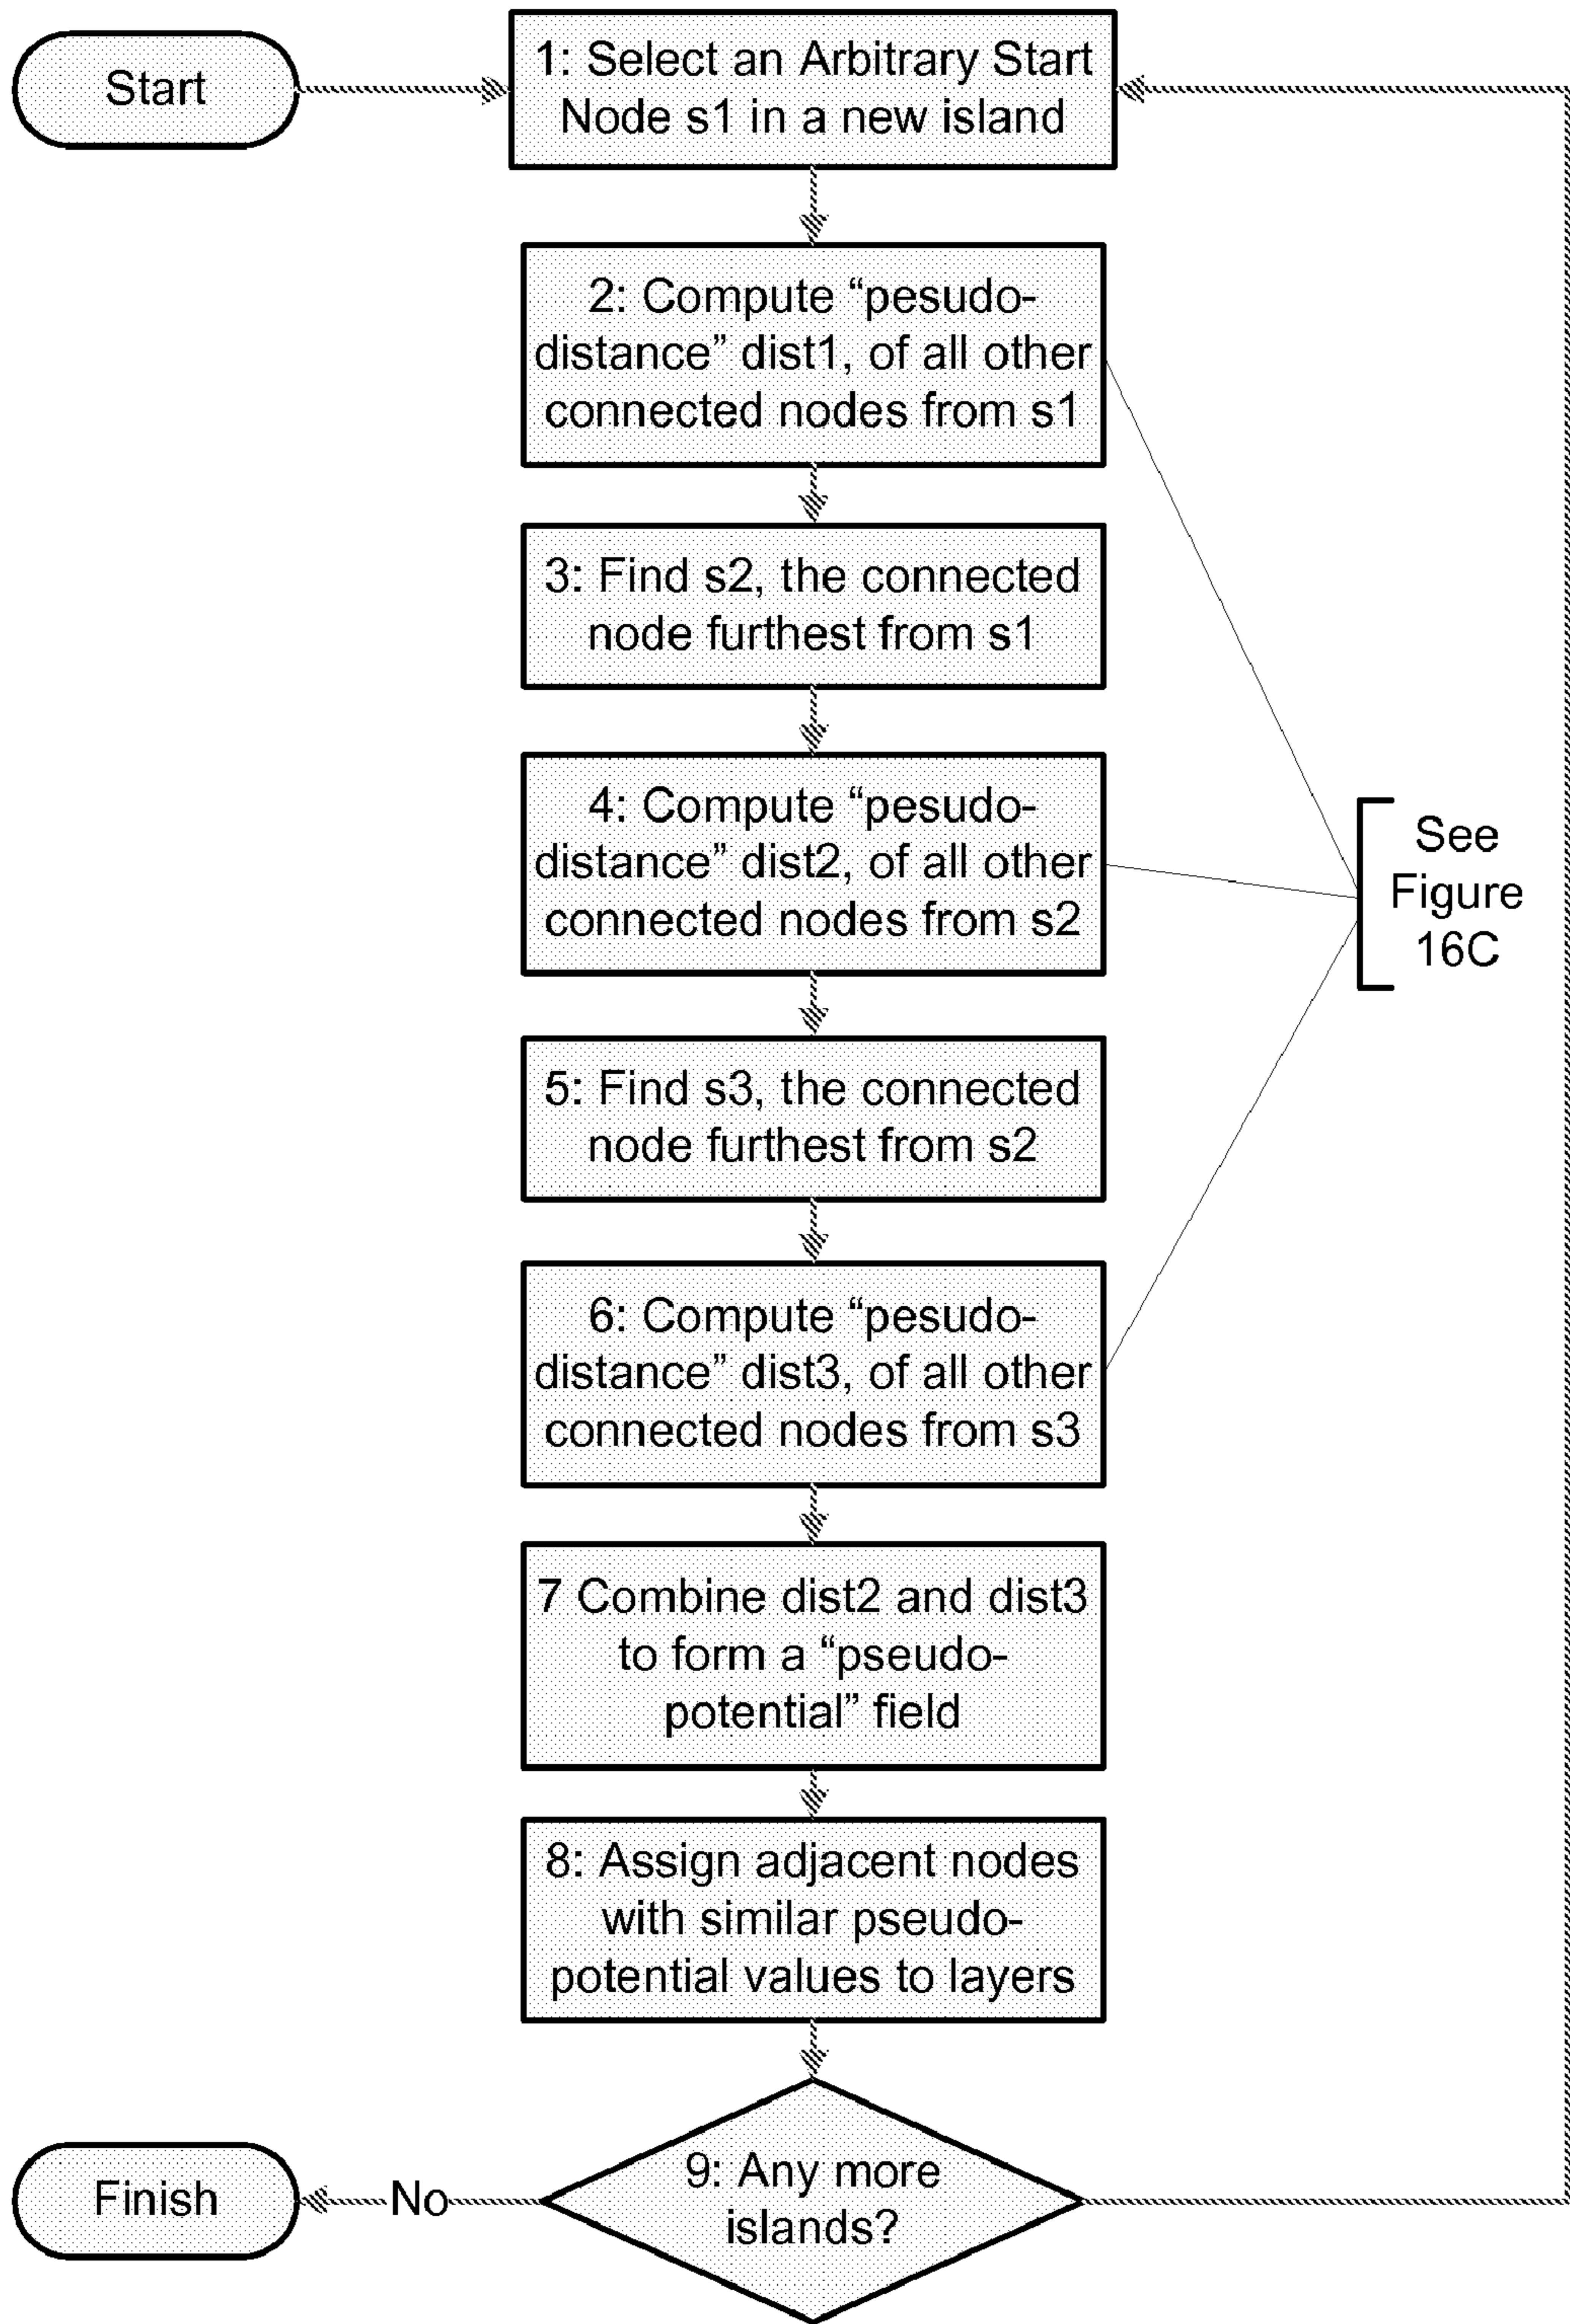 Start
1: Select an Arbitrary Start
Node s1 in a new island
2: Compute “pesudo-
distance” dist1, of all other
connected nodes from s1
3: Find s2, the connected
node furthest from s1
4: Compute “pesudo-
distance” dist2, of all other
connected nodes from s2
See
Figure
16C
5: Find s3, the connected
node furthest from s2
6: Compute “pesudo-
distance” dist3, of all other
connected nodes from s3
7 Combine dist2 and dist3
to form a “pseudo-
potential” field
8: Assign adjacent nodes
with similar pseudo-
potential values to layers
9: Any more
islands?
No
Finish